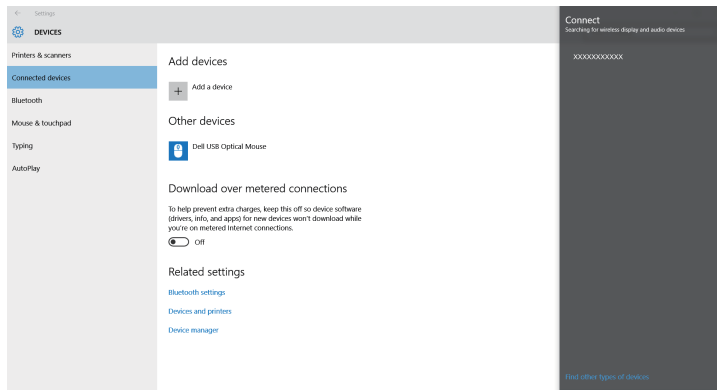 Settings
DEVICES
Printers & scanners
Connected devices
Bluetooth
Mouse & touchpad
Typing
AutoPlay
Add devices
Add a device
Other devices
Dell USB Optical Mouse
Download over metered connections
To help prevent extra charges, keep this off so device software
(drivers, info, and apps) for new devices won't download while
you're on metered Internet connections.
Off
Related settings
Bluetooth settings
Devices and printers
Device manager
Connect
Searching for wireless display and audio devices
XXXXXXXXXXX
Find other types of devices